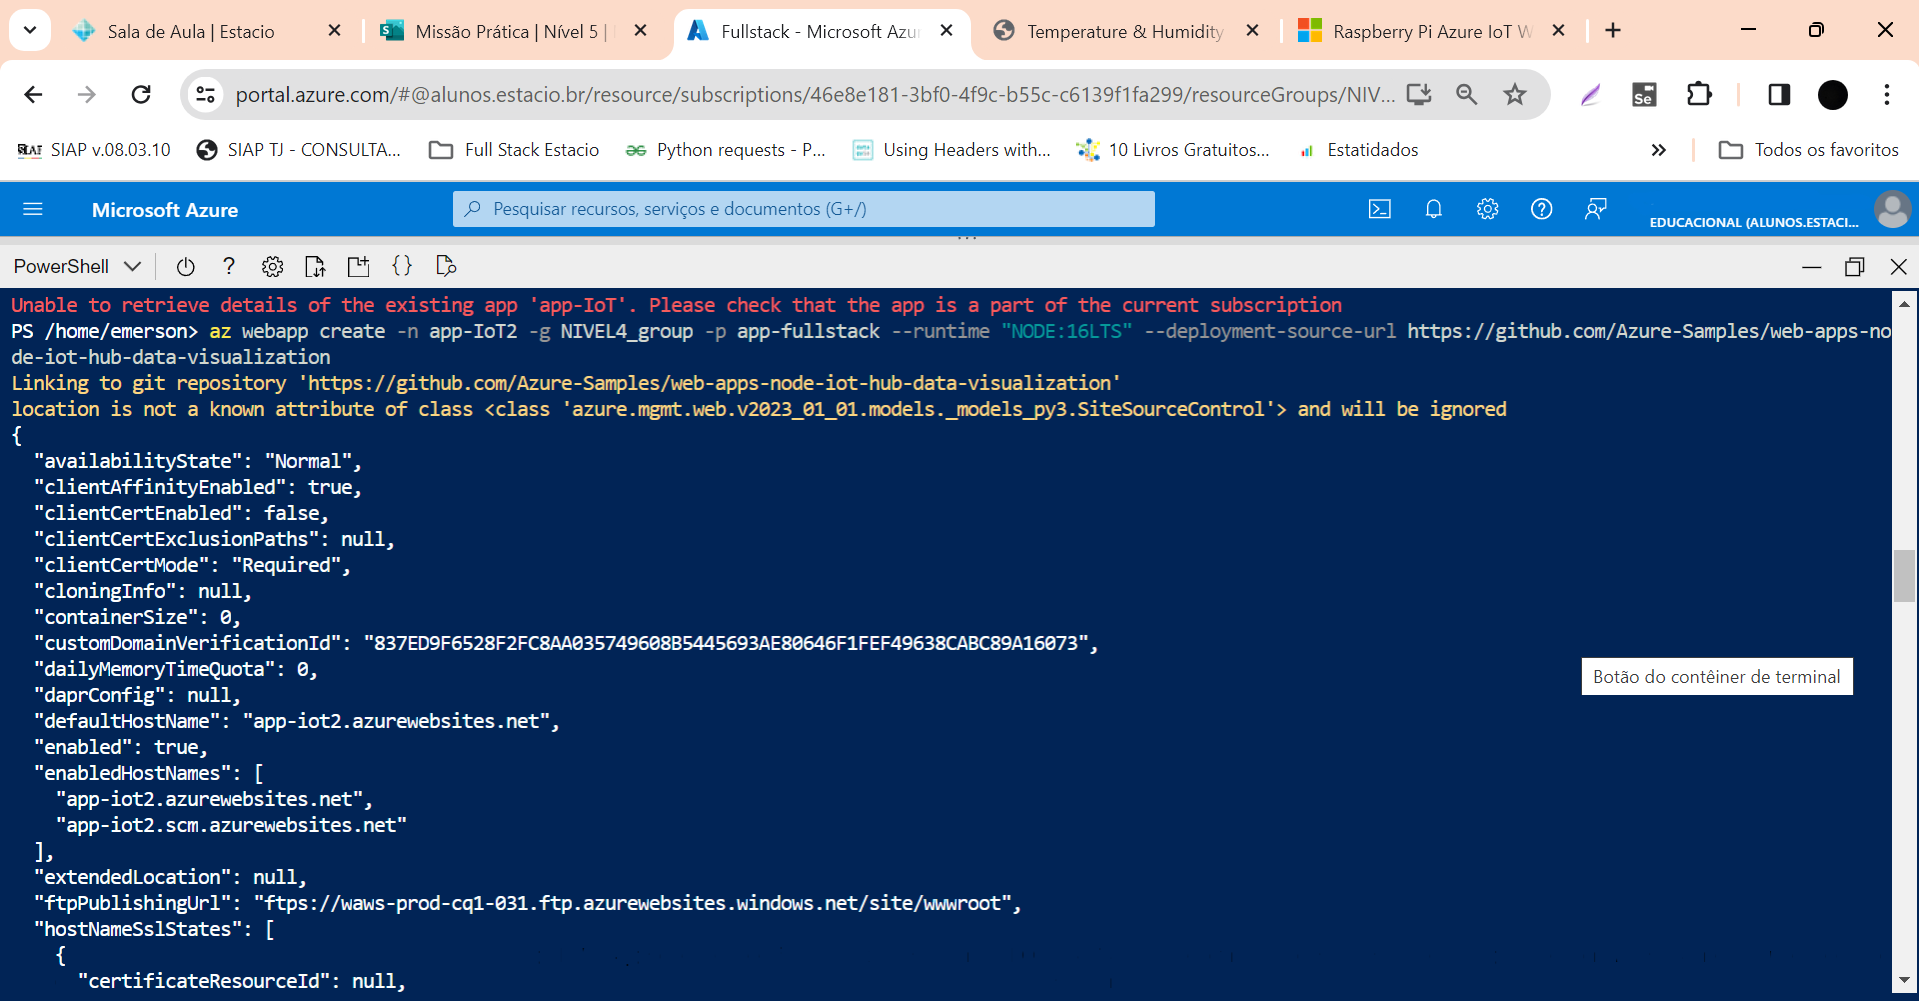 Sala de Aula | Estacio
Missão Prática | Nível 5 |
Fullstack - Microsoft Azu
Temperature & Humidity
Raspberry Pi Azure IoT W
portal.azure.com/#@alunos.estacio.br/resource/subscriptions/46e8e181-3bf0-4f9c-b55c-c6139f1fa299/resourceGroups/NIV...
SIAP v.08.03.10
SIAP TJ - CONSULTA...
Full Stack Estacio
Python requests - P...
Using Headers with...
10 Livros Gratuitos...
Estatidados
»
Todos os favoritos
Microsoft Azure
Pesquisar recursos, serviços e documentos (G+/)
EDUCACIONAL (ALUNOS.ESTACI...
PowerShell
Unable to retrieve details of the existing app 'app-IoT'. Please check that the app is a part of the current subscription
PS /home/emerson> az webapp create -n app-IoT2 -g NIVEL4_group -p app-fullstack --runtime "NODE:16LTS" --deployment-source-url https://github.com/Azure-Samples/web-apps-no
de-iot-hub-data-visualization
Linking to git repository 'https://github.com/Azure-Samples/web-apps-node-iot-hub-data-visualization'
location is not a known attribute of class <class 'azure.mgmt.web.v2023_01_01.models._models_py3.SiteSourceControl'> and will be ignored
{
"availabilityState": "Normal",
"clientAffinityEnabled": true,
"clientCertEnabled": false,
"clientCertExclusionPaths": null,
"clientCertMode": "Required",
"cloningInfo": null,
"containerSize": 0,
"customDomainVerificationId": "837ED9F6528F2FC8AA035749608B5445693AE80646F1FEF49638CABC89A16073",
"dailyMemoryTimeQuota": 0,
Botão do contêiner de terminal
"daprConfig": null,
"defaultHostName": "app-iot2.azurewebsites.net",
"enabled": true,
"enabledHostNames": [
"app-iot2.azurewebsites.net",
"app-iot2.scm.azurewebsites.net"
],
"extendedLocation": null,
"ftpPublishingUrl": "ftps://waws-prod-cq1-031.ftp.azurewebsites.windows.net/site/wwwroot",
"hostNameSslStates": [
{
"certificateResourceId": null,